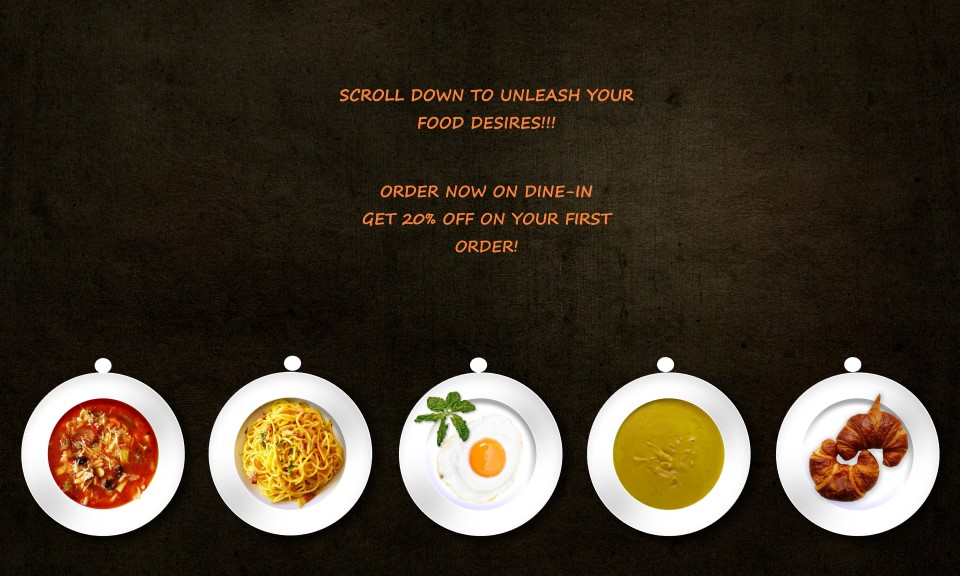 SCROLL DOWN TO UNLEASH YOUR
FOOD DESIRES!!!
ORDER NOW ON DINE-IN
GET 20% OFF ON YOUR FIRST
ORDER!